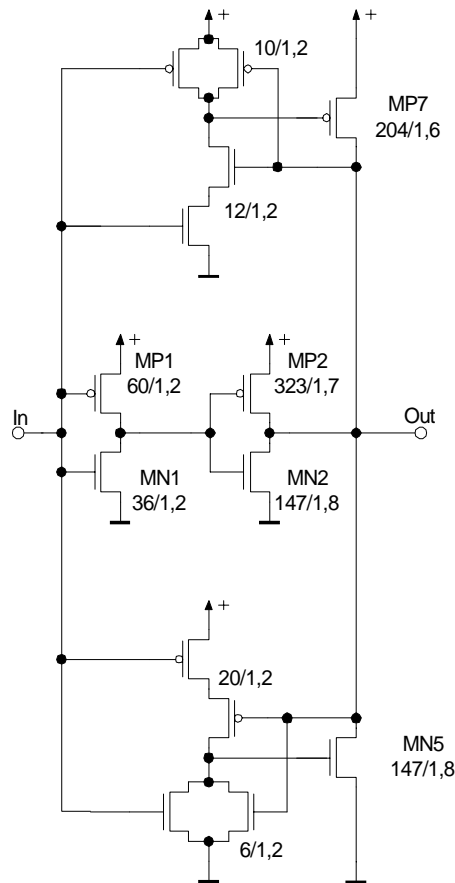 +
+
10/1,2
MP7
204/1,6
12/1,2
+
+
MP1
60/1,2
MP2
323/1,7
In
Out
MN1
36/1,2
MN2
147/1,8
+
20/1,2
MN5
147/1,8
6/1,2